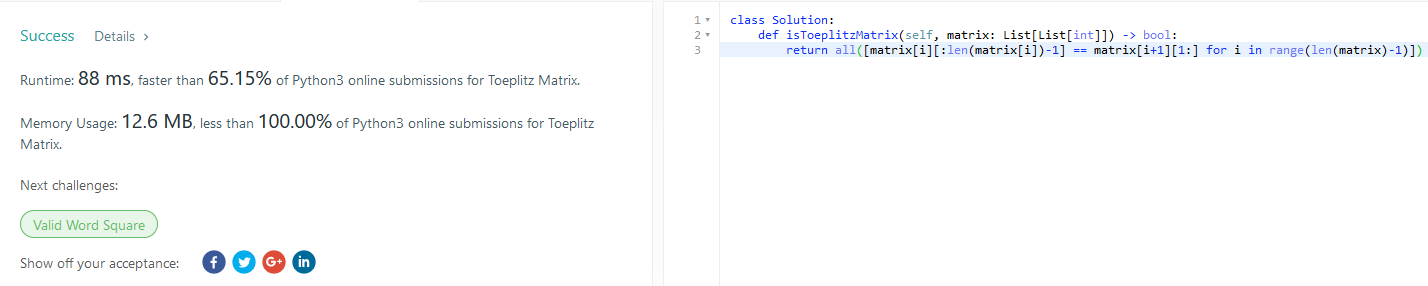 Success Details >
Runtime: 88 ms, faster than 65.15% of Python3 online submissions for Toeplitz Matrix.
Memory Usage: 12.6 MB, less than 100.00% of Python3 online submissions for Toeplitz
Matrix.
Next challenges:
Valid Word Square
Show off your acceptance: f G+ in
1 class Solution:
2 def isToeplitzMatrix(self, matrix: List[List[int]]) -> bool:
3 return all([matrix[i][:len(matrix[i])-1] == matrix[i+1][1:] for i in range(len(matrix)-1)])